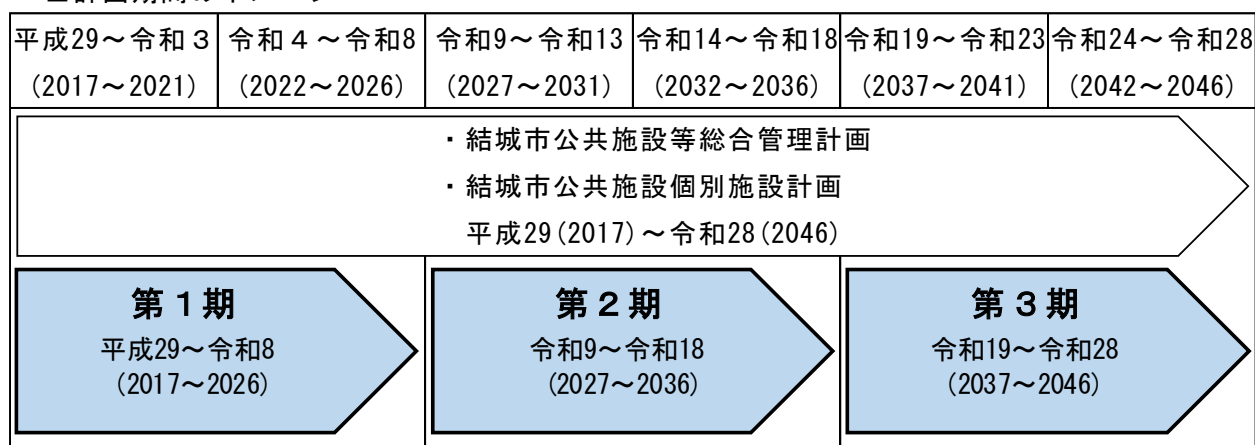 平成29～令和３ 令和４～令和8 令和9～令和13 令和14～令和18 令和19～令和23 令和24～令和28
(2017～2021) (2022～2026) (2027～2031) (2032～2036) (2037～2041) (2042～2046)
・結城市公共施設等総合管理計画
・結城市公共施設個別施設計画
平成29(2017)～令和28(2046)
第１期
平成29～令和8
(2017～2026)
第２期
令和9～令和18
(2027～2036)
第３期
令和19～令和28
(2037～2046)